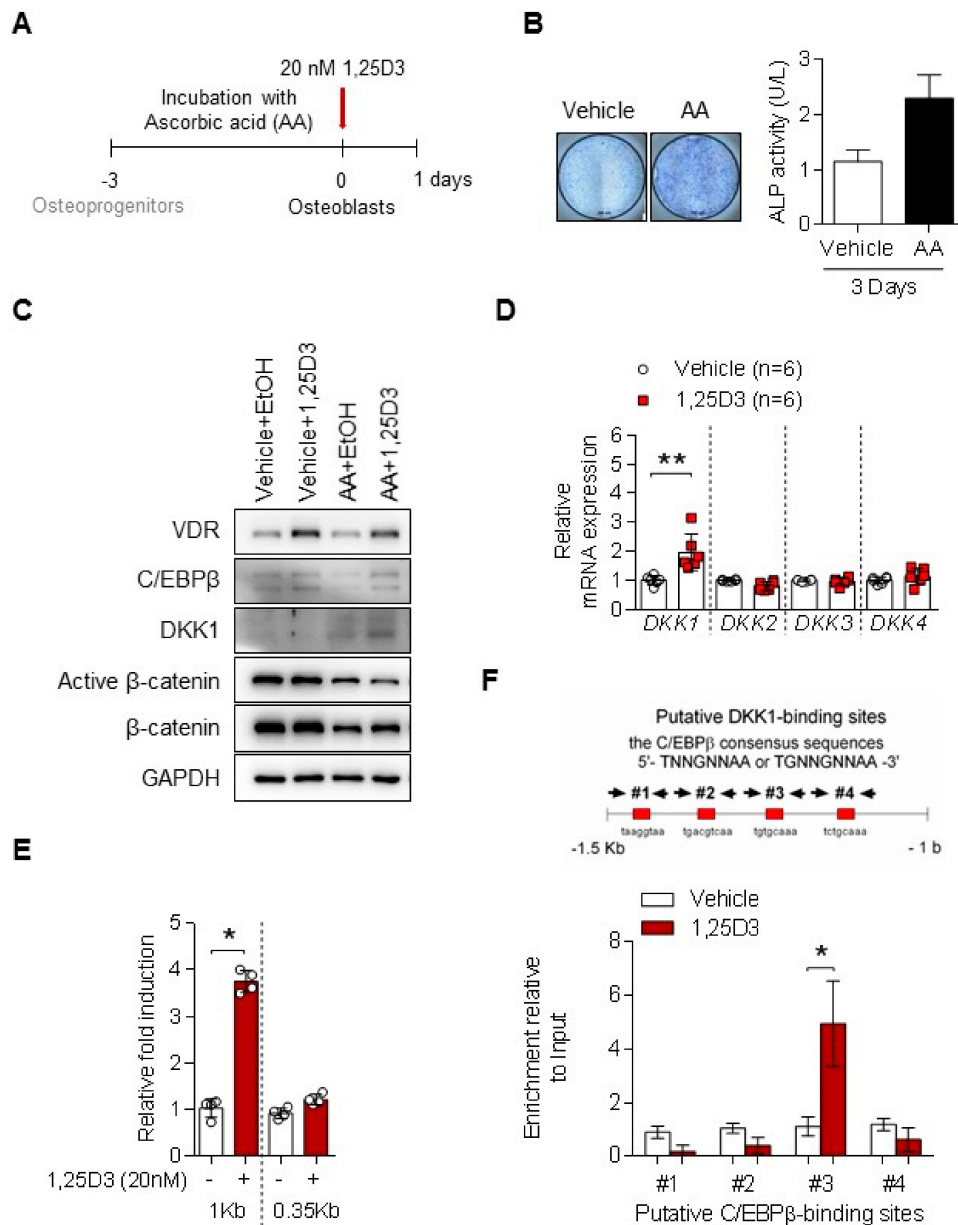 A
20 nM 1,25D3
Incubation with
Ascorbic acid (AA)
-3
0
1 days
Osteoprogenitors
Osteoblasts
B
Vehicle
AA
ALP activity (U/L)
3
2
1
0
Vehicle
AA
3 Days
C
Vehicle+EtOH
Vehicle+1,25D3
AA+EtOH
AA+1,25D3
VDR
C/EBPβ
DKK1
Active β-catenin
β-catenin
GAPDH
D
Vehicle (n=6)
1,25D3 (n=6)
Relative
mRNA expression
6
5
4
3
2
1
0
**
DKK1
DKK2
DKK3
DKK4
E
Relative fold induction
5
4
3
2
1
0
*
1,25D3 (20nM)
- + - +
1Kb
0.35Kb
F
Putative DKK1-binding sites
the C/EBPβ consensus sequences
5'- TNNGNNAA or TGNNGNNAA -3'
#1
#2
#3
#4
taaggtaa
tgacgtcaa
tgtgcaaa
tctgcaaa
-1.5 Kb
- 1 b
Vehicle
1,25D3
Enrichment relative
to Input
8
6
4
2
0
*
#1
#2
#3
#4
Putative C/EBPβ-binding sites